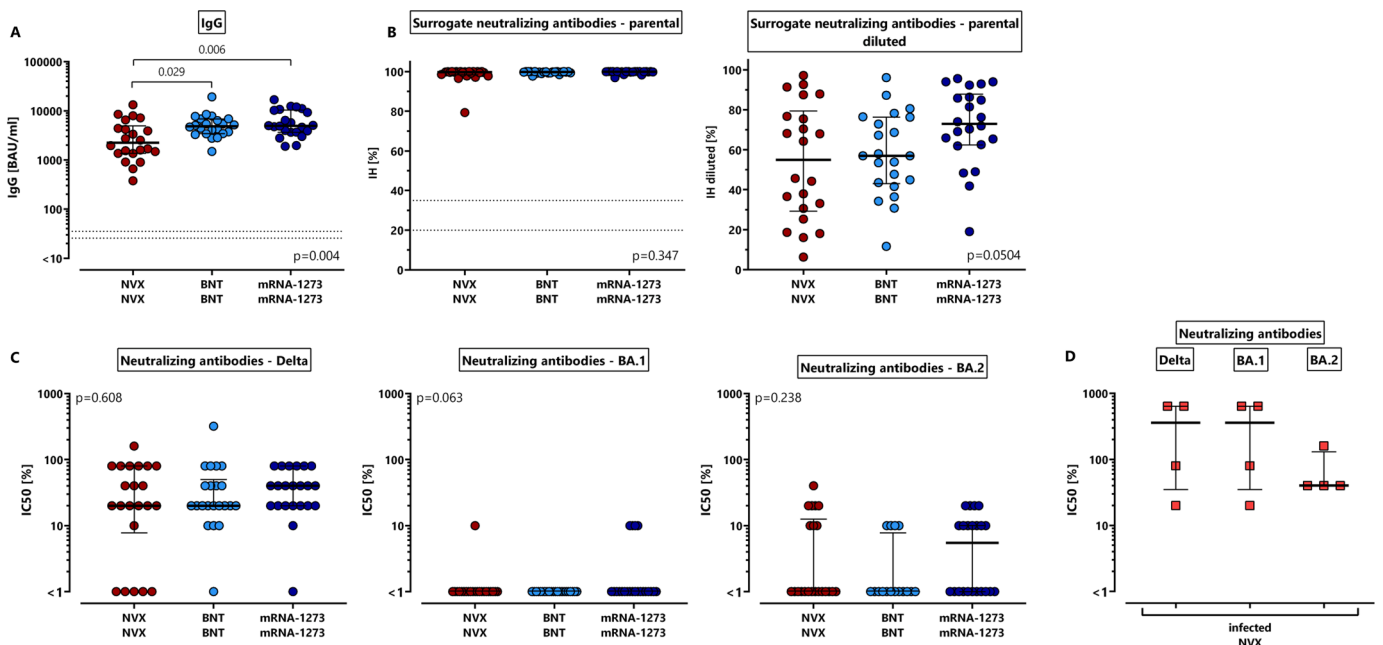 A
IgG
0.006
0.029
100000
10000
1000
100
<10
IgG [BAU/ml]
p=0.004
NVX BNT mRNA-1273
NVX BNT mRNA-1273
B
Surrogate neutralizing antibodies - parental
100
80
60
40
20
0
IH [%]
p=0.347
NVX BNT mRNA-1273
NVX BNT mRNA-1273
Surrogate neutralizing antibodies - parental
diluted
100
80
60
40
20
0
IH diluted [%]
p=0.0504
NVX BNT mRNA-1273
NVX BNT mRNA-1273
C
Neutralizing antibodies - Delta
p=0.608
1000
100
10
<1
IC50 [%]
NVX BNT mRNA-1273
NVX BNT mRNA-1273
Neutralizing antibodies - BA.1
p=0.063
1000
100
10
<1
IC50 [%]
NVX BNT mRNA-1273
NVX BNT mRNA-1273
Neutralizing antibodies - BA.2
p=0.238
1000
100
10
<1
IC50 [%]
NVX BNT mRNA-1273
NVX BNT mRNA-1273
D
Neutralizing antibodies
Delta BA.1 BA.2
1000
100
10
<1
IC50 [%]
infected
NVX